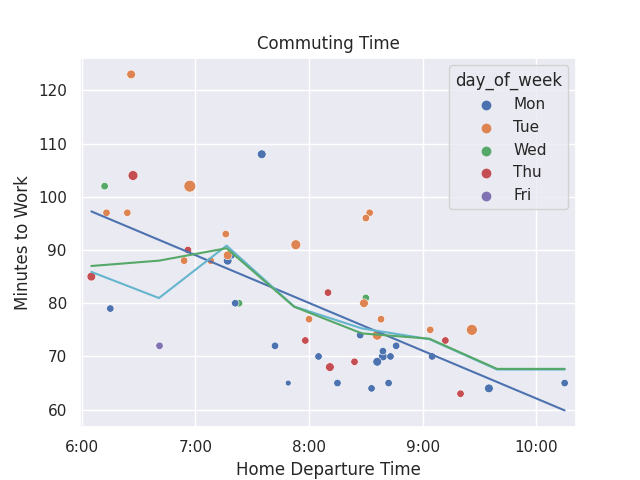 Commuting Time
day_of_week
Mon
Tue
Wed
Thu
Fri
Minutes to Work
120
110
100
90
80
70
60
6:00
7:00
8:00
9:00
10:00
Home Departure Time